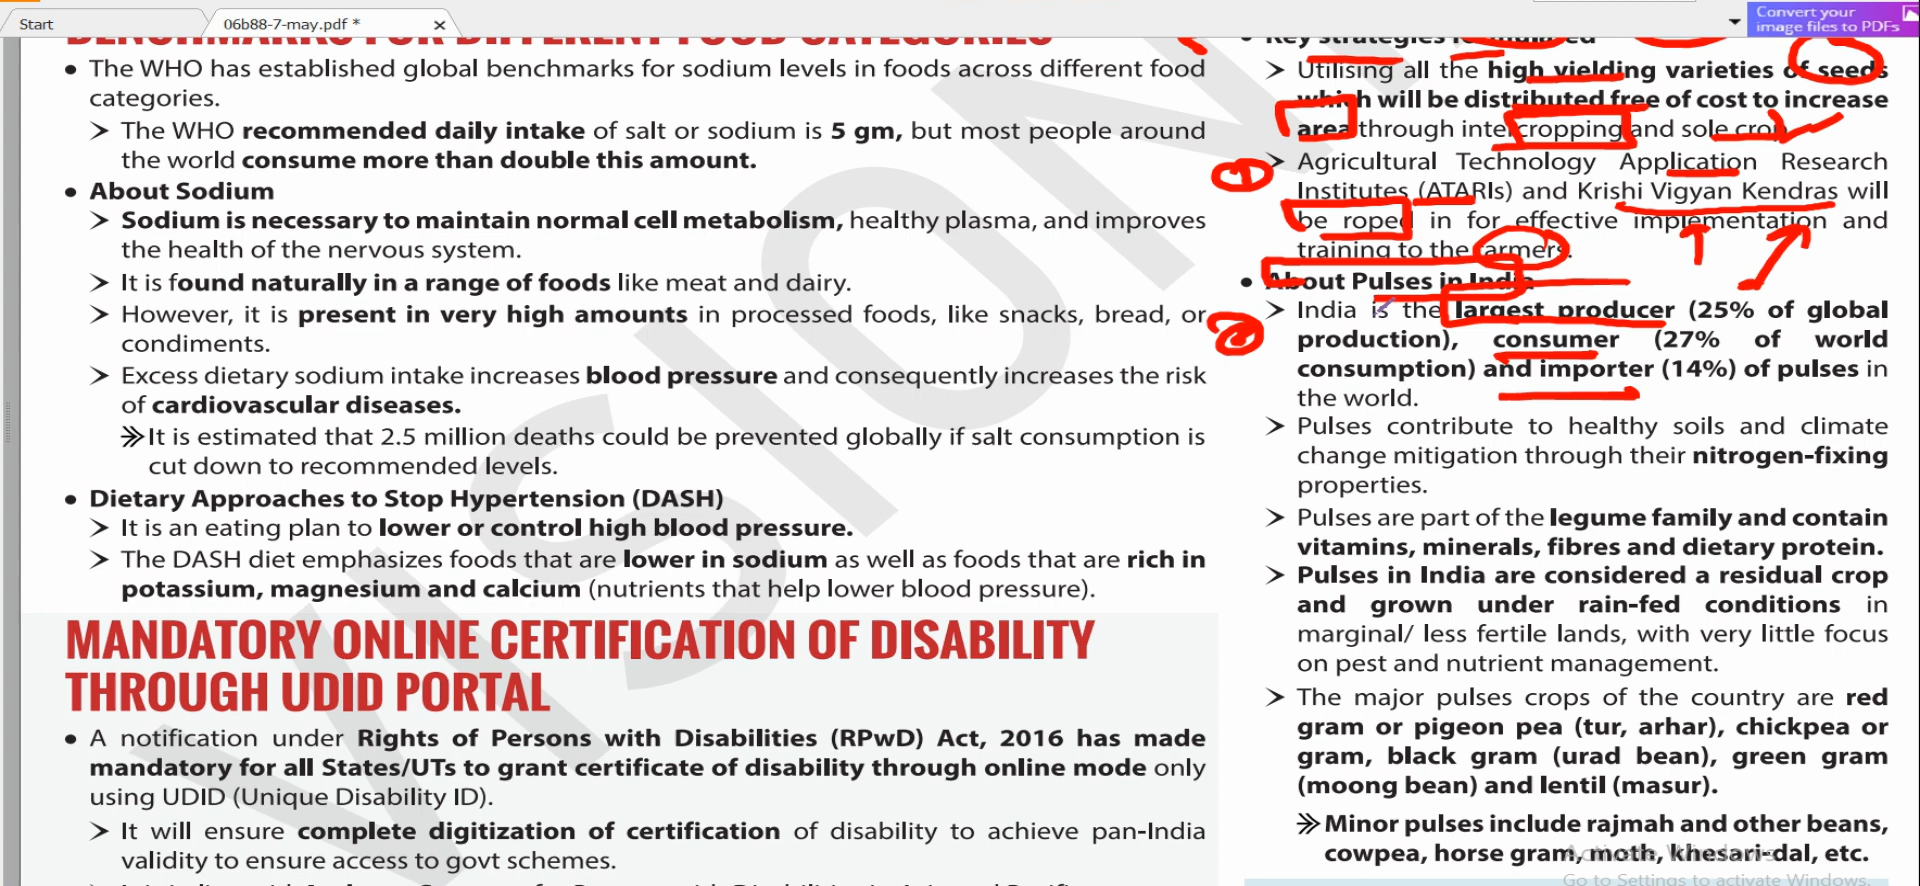 Start
06b88-7-may.pdf * ×
Convert your
image files to PDFs
BENCHMARKS FOR DIFFERENT FOOD CATEGORIES
• The WHO has established global benchmarks for sodium levels in foods across different food
categories.
➤ The WHO recommended daily intake of salt or sodium is 5 gm, but most people around
the world consume more than double this amount.
• About Sodium
➤ Sodium is necessary to maintain normal cell metabolism, healthy plasma, and improves
the health of the nervous system.
➤ It is found naturally in a range of foods like meat and dairy.
➤ However, it is present in very high amounts in processed foods, like snacks, bread, or
condiments.
➤ Excess dietary sodium intake increases blood pressure and consequently increases the risk
of cardiovascular diseases.
⨠ It is estimated that 2.5 million deaths could be prevented globally if salt consumption is
cut down to recommended levels.
• Dietary Approaches to Stop Hypertension (DASH)
➤ It is an eating plan to lower or control high blood pressure.
➤ The DASH diet emphasizes foods that are lower in sodium as well as foods that are rich in
potassium, magnesium and calcium (nutrients that help lower blood pressure).
MANDATORY ONLINE CERTIFICATION OF DISABILITY
THROUGH UDID PORTAL
• A notification under Rights of Persons with Disabilities (RPwD) Act, 2016 has made
mandatory for all States/UTs to grant certificate of disability through online mode only
using UDID (Unique Disability ID).
➤ It will ensure complete digitization of certification of disability to achieve pan-India
validity to ensure access to govt schemes.
• Key strategies
➤ Utilising all the high yielding varieties of seeds
which will be distributed free of cost to increase
area through intercropping and sole crop
➤ Agricultural Technology Application Research
Institutes (ATARIs) and Krishi Vigyan Kendras will
be roped in for effective implementation and
training to the farmers.
• About Pulses in India
➤ India is the largest producer (25% of global
production), consumer (27% of world
consumption) and importer (14%) of pulses in
the world.
➤ Pulses contribute to healthy soils and climate
change mitigation through their nitrogen-fixing
properties.
➤ Pulses are part of the legume family and contain
vitamins, minerals, fibres and dietary protein.
➤ Pulses in India are considered a residual crop
and grown under rain-fed conditions in
marginal/ less fertile lands, with very little focus
on pest and nutrient management.
➤ The major pulses crops of the country are red
gram or pigeon pea (tur, arhar), chickpea or
gram, black gram (urad bean), green gram
(moong bean) and lentil (masur).
⨠ Minor pulses include rajmah and other beans,
cowpea, horse gram, moth, khesari-dal, etc.
Activate Windows
Go to Settings to activate Windows.
VISION
1
2